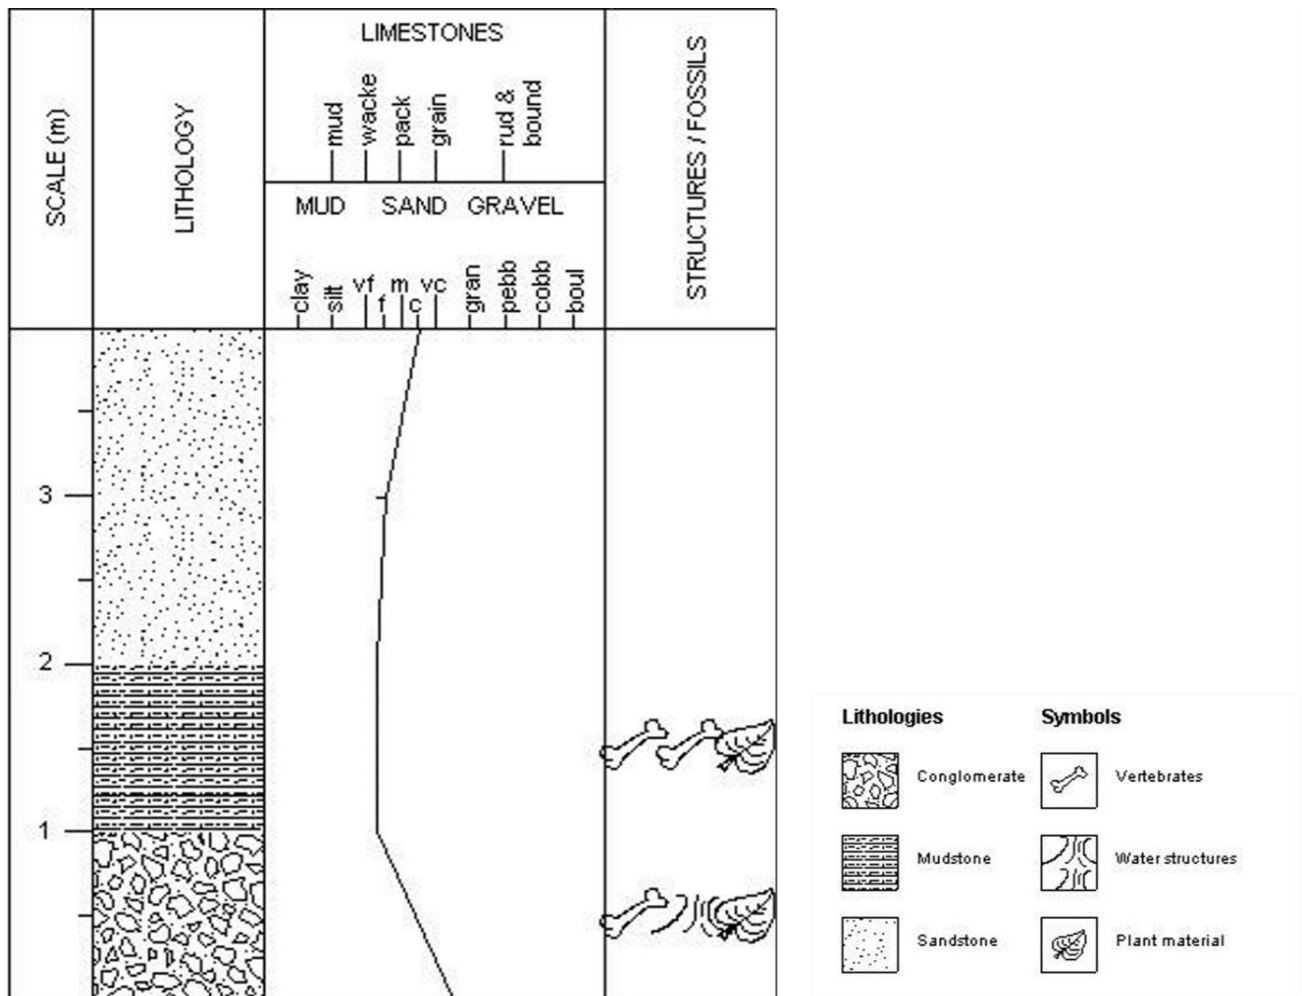 SCALE (m)
LITHOLOGY
LIMESTONES
mud
wacke
pack
grain
rud &
bound
MUD SAND GRAVEL
clay
silt
vf
f
m
c
vc
gran
pebb
cobb
boul
STRUCTURES / FOSSILS
3
2
1
Lithologies
Conglomerate
Mudstone
Sandstone
Symbols
Vertebrates
Water structures
Plant material